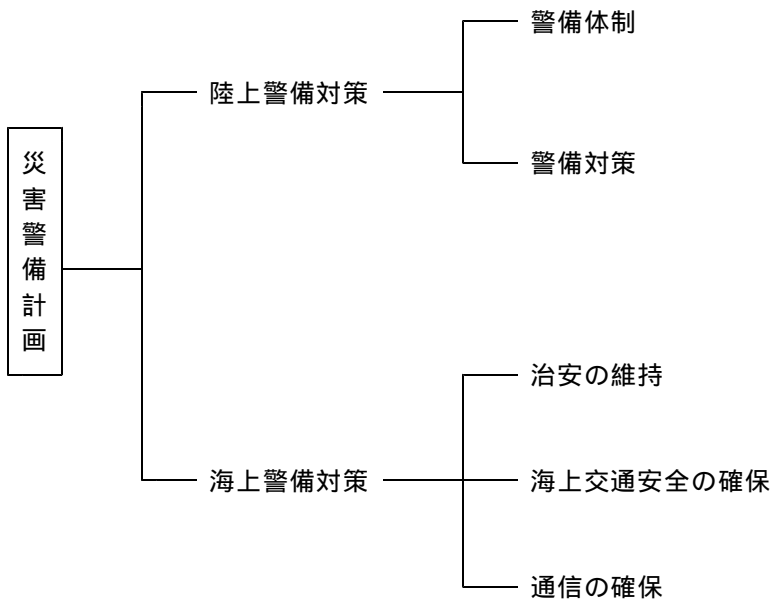 災害警備計画
陸上警備対策
警備体制
警備対策
海上警備対策
治安の維持
海上交通安全の確保
通信の確保